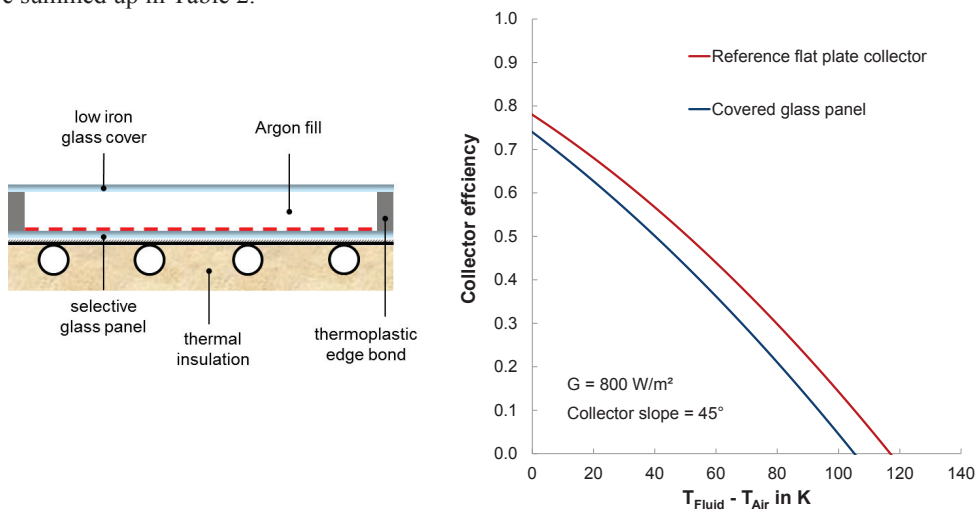 e summed up in Table 2.
low iron
glass cover
Argon fill
selective
glass panel
thermal
insulation
thermoplastic
edge bond
Collector effciency
1.0
0.9
0.8
0.7
0.6
0.5
0.4
0.3
0.2
0.1
0.0
Reference flat plate collector
Covered glass panel
G = 800 W/m²
Collector slope = 45°
0 20 40 60 80 100 120 140
T_Fluid - T_Air in K